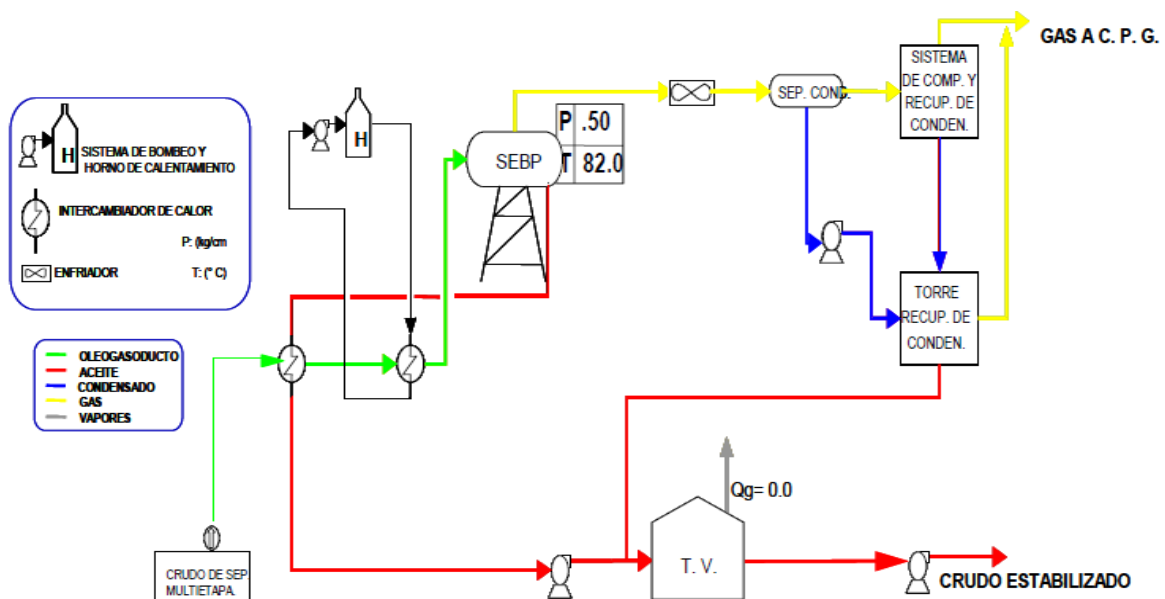 GAS A C. P. G.
SISTEMA
DE COMP. Y
RECUP. DE
CONDEN.
SEP. COND.
P .50
T 82.0
SEBP
H
H
SISTEMA DE BOMBEO Y
HORNO DE CALENTAMIENTO
INTERCAMBIADOR DE CALOR
P: (kg/cm
ENFRIADOR
T: (° C)
TORRE
RECUP. DE
CONDEN.
OLEOGASODUCTO
ACEITE
CONDENSADO
GAS
VAPORES
Qg= 0.0
T. V.
CRUDO DE SEP
MULTIETAPA.
CRUDO ESTABILIZADO